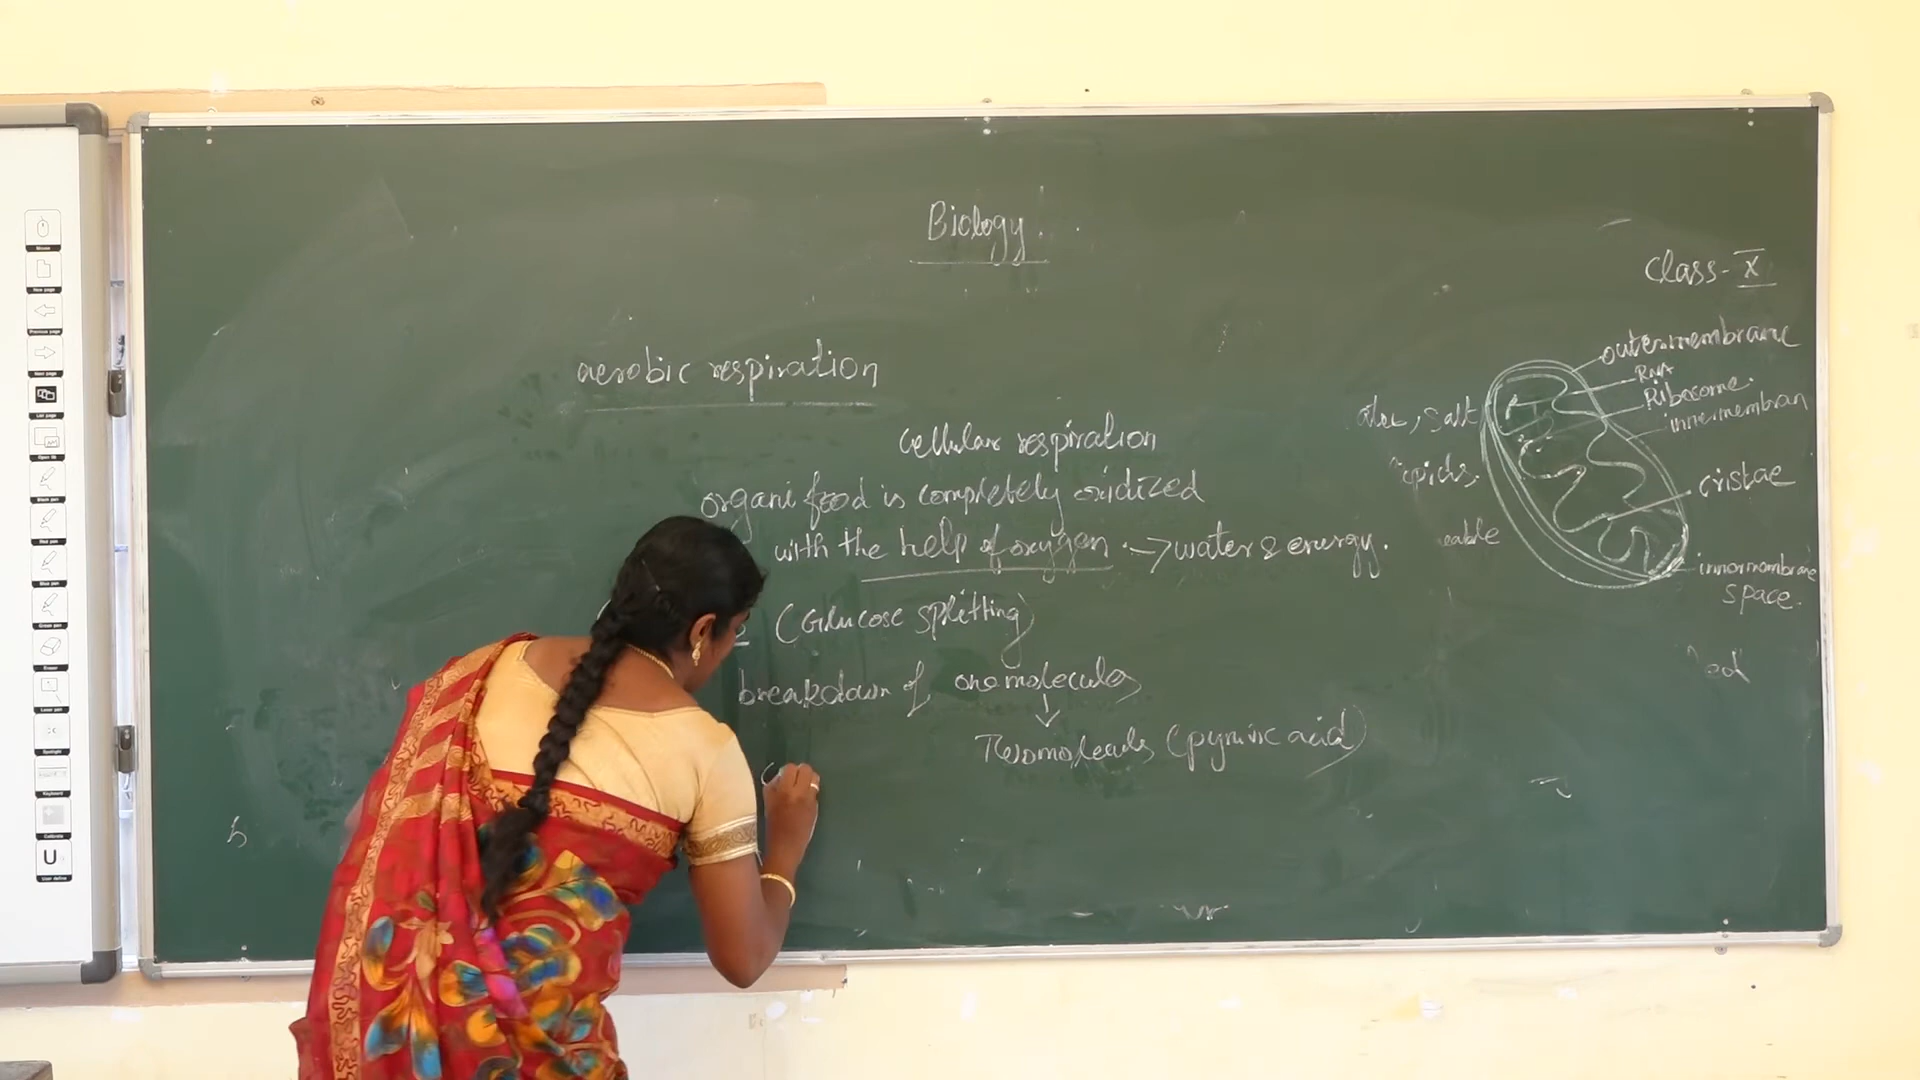 Biology.
Class- X
aerobic respiration
cellular respiration
organi food is completely oxidized
with the help of oxygen. → water & energy.
(Glucose splitting)
breakdown of one molecules
↓
Two molecules (pyruvic acid)
outer membrane
RNA
Ribosome.
inner membran
cristae
inner membrane
space.
, salt
eable